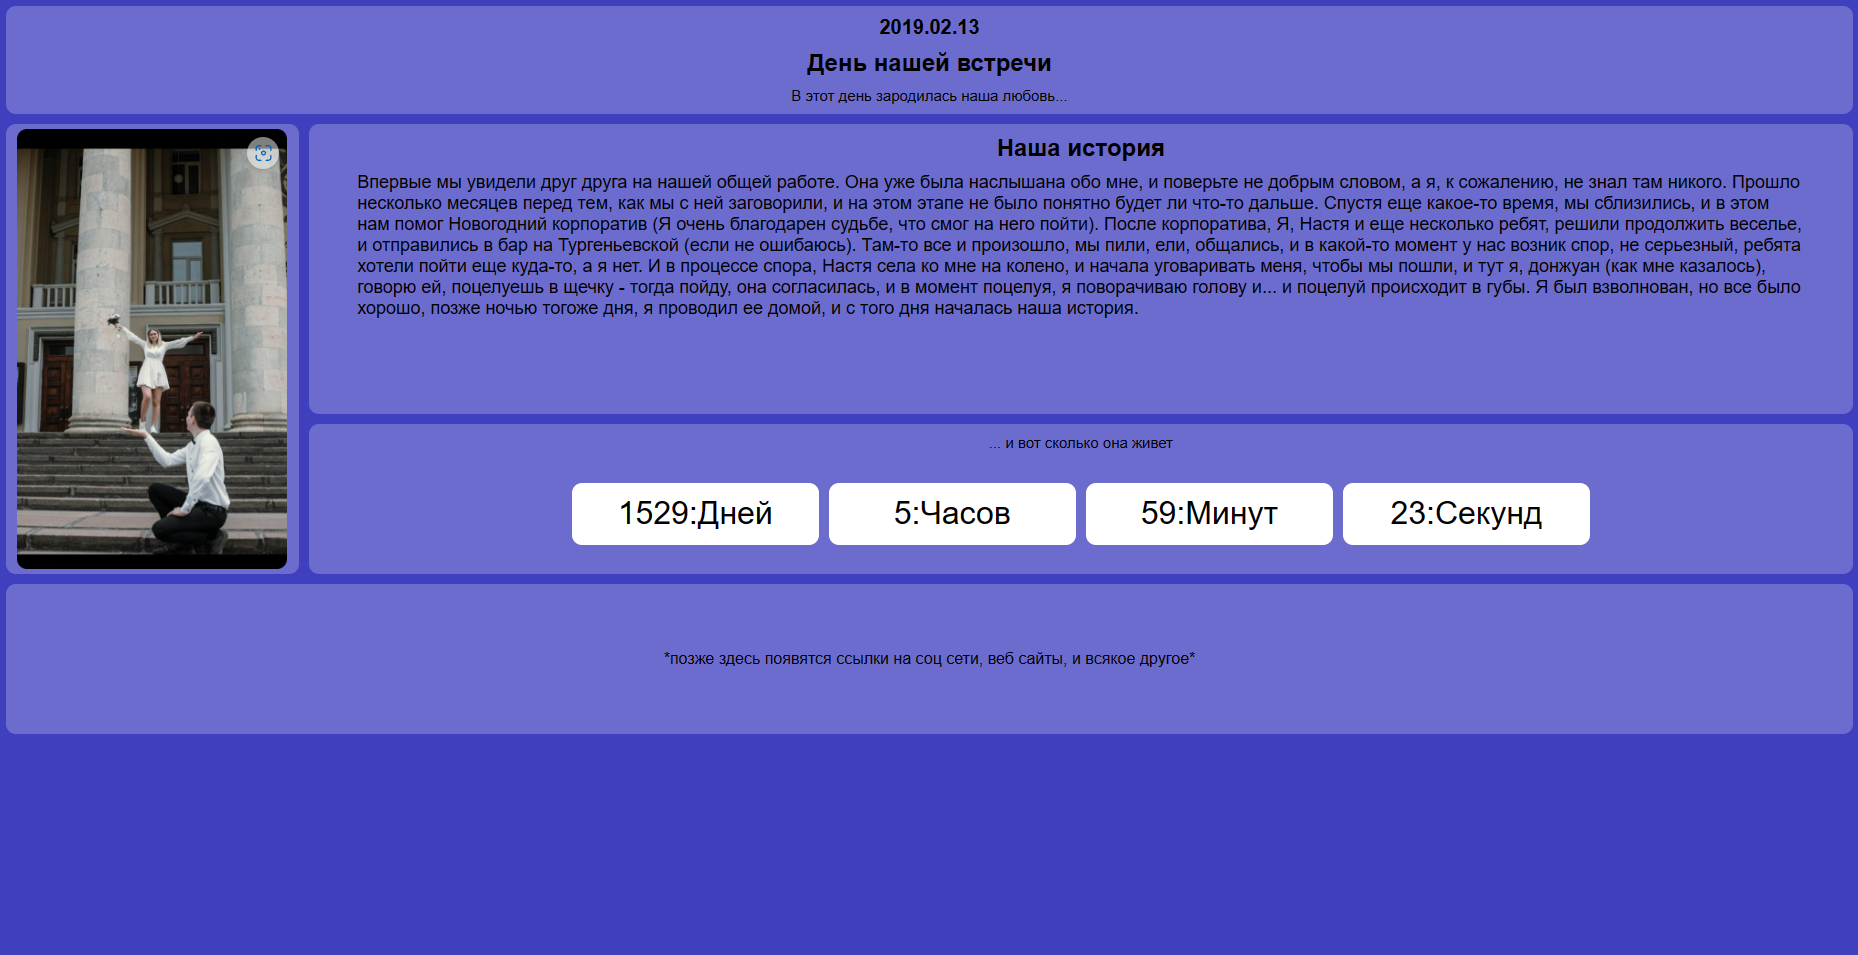 2019.02.13
День нашей встречи
В этот день зародилась наша любовь...
Наша история
Впервые мы увидели друг друга на нашей общей работе. Она уже была наслышана обо мне, и поверьте не добрым словом, а я, к сожалению, не знал там никого. Прошло
несколько месяцев перед тем, как мы с ней заговорили, и на этом этапе не было понятно будет ли что-то дальше. Спустя еще какое-то время, мы сблизились, и в этом
нам помог Новогодний корпоратив (Я очень благодарен судьбе, что смог на него пойти). После корпоратива, Я, Настя и еще несколько ребят, решили продолжить веселье,
и отправились в бар на Тургеньевской (если не ошибаюсь). Там-то все и произошло, мы пили, ели, общались, и в какой-то момент у нас возник спор, не серьезный, ребята
хотели пойти еще куда-то, а я нет. И в процессе спора, Настя села ко мне на колено, и начала уговаривать меня, чтобы мы пошли, и тут я, донжуан (как мне казалось),
говорю ей, поцелуешь в щечку - тогда пойду, она согласилась, и в момент поцелуя, я поворачиваю голову и... и поцелуй происходит в губы. Я был взволнован, но все было
хорошо, позже ночью тогоже дня, я проводил ее домой, и с того дня началась наша история.
... и вот сколько она живет
1529:Дней 5:Часов 59:Минут 23:Секунд
*позже здесь появятся ссылки на соц сети, веб сайты, и всякое другое*